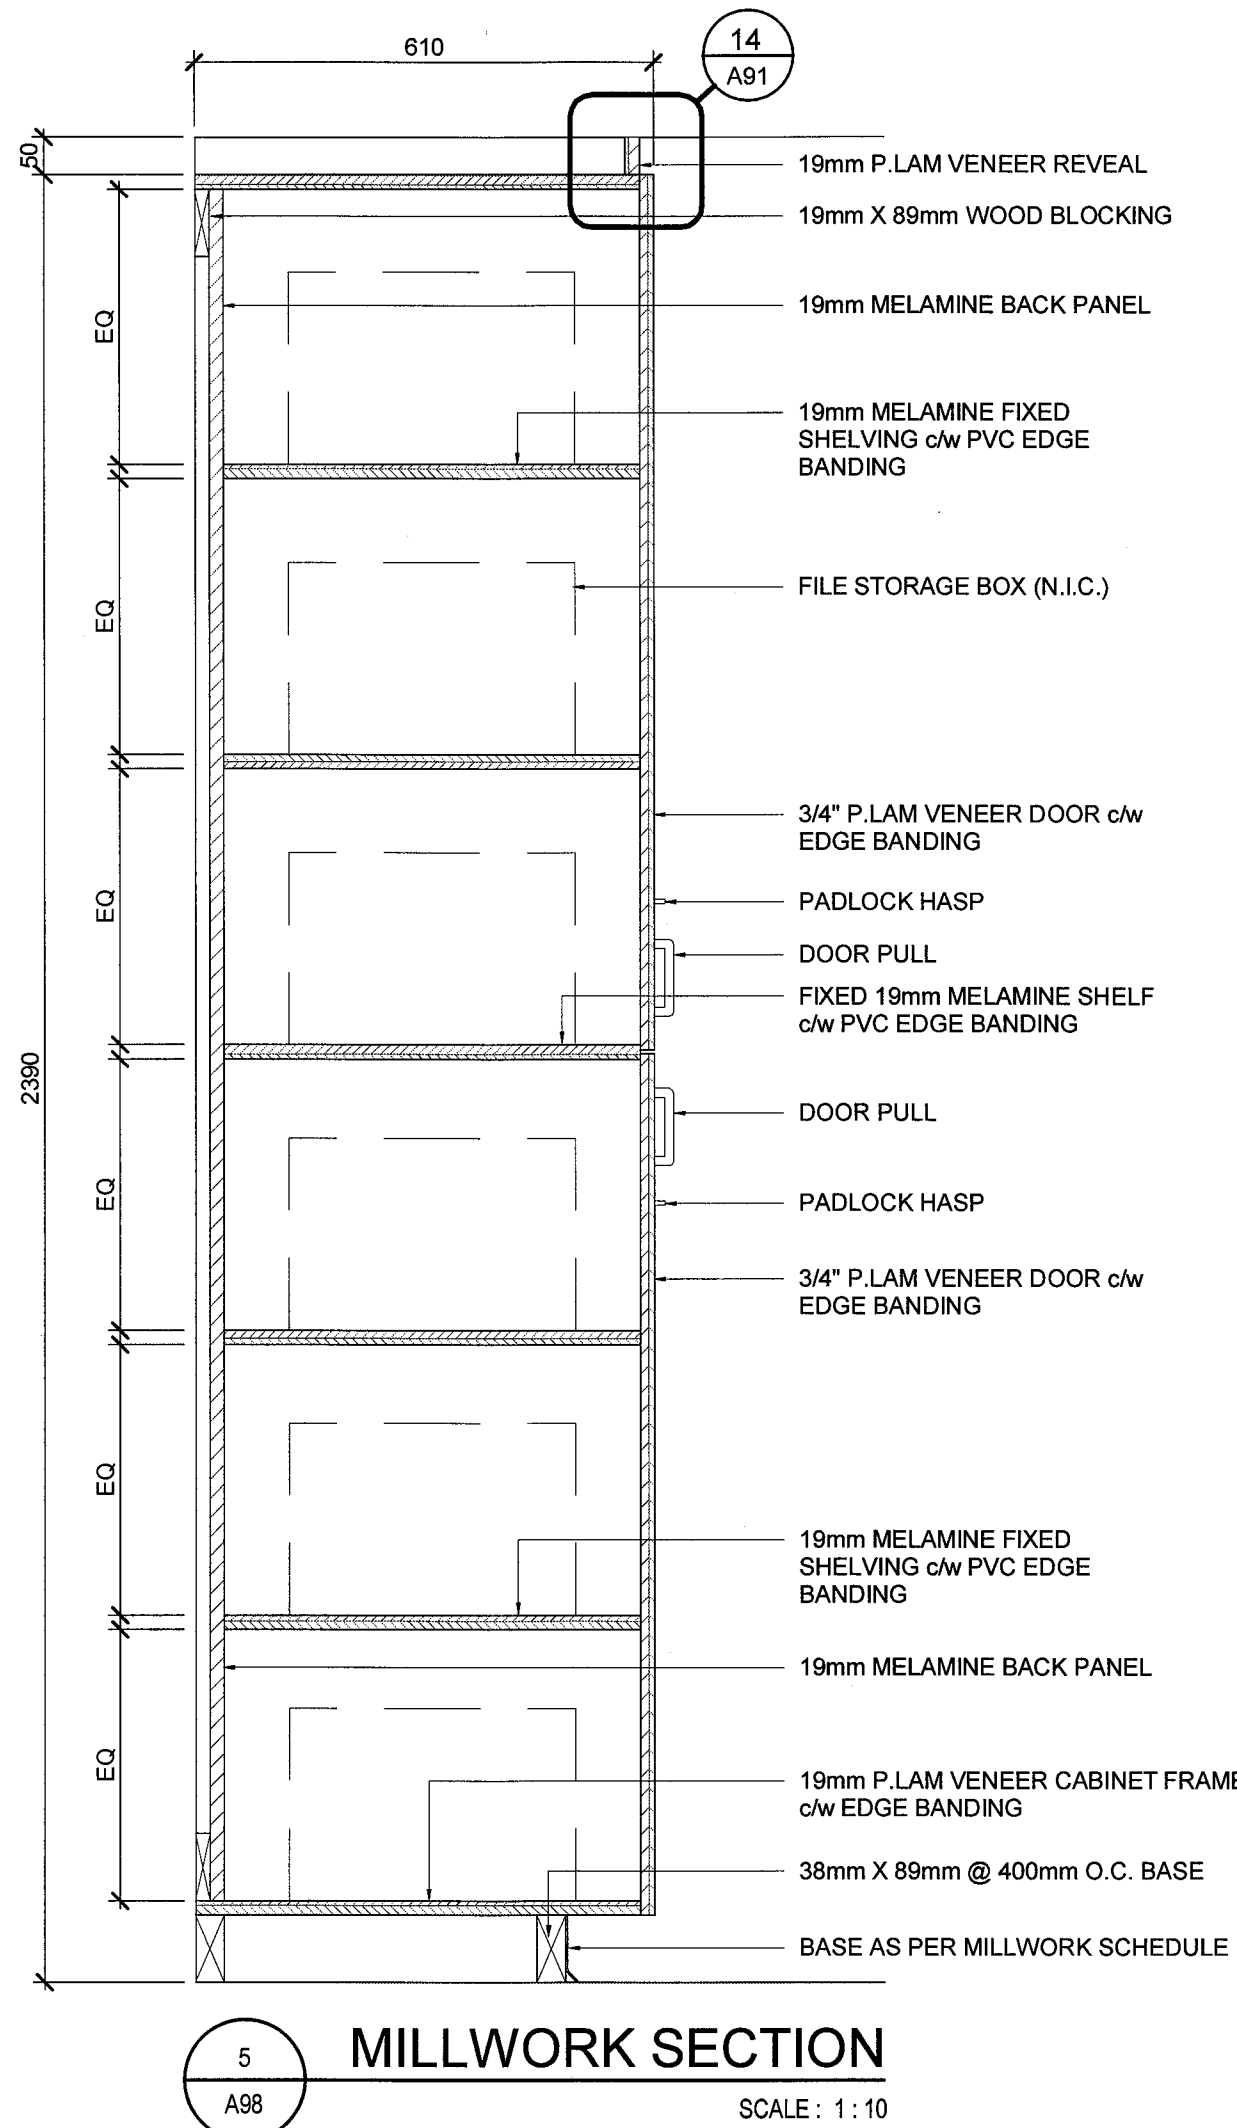 610
14
A91
50
19mm P.LAM VENEER REVEAL
19mm X 89mm WOOD BLOCKING
EQ
19mm MELAMINE BACK PANEL
19mm MELAMINE FIXED
SHELVING c/w PVC EDGE
BANDING
EQ
FILE STORAGE BOX (N.I.C.)
3/4" P.LAM VENEER DOOR c/w
EDGE BANDING
EQ
PADLOCK HASP
DOOR PULL
FIXED 19mm MELAMINE SHELF
c/w PVC EDGE BANDING
2390
DOOR PULL
EQ
PADLOCK HASP
3/4" P.LAM VENEER DOOR c/w
EDGE BANDING
EQ
19mm MELAMINE FIXED
SHELVING c/w PVC EDGE
BANDING
19mm MELAMINE BACK PANEL
EQ
19mm P.LAM VENEER CABINET FRAME
c/w EDGE BANDING
38mm X 89mm @ 400mm O.C. BASE
BASE AS PER MILLWORK SCHEDULE
5
A98
MILLWORK SECTION
SCALE : 1 : 10